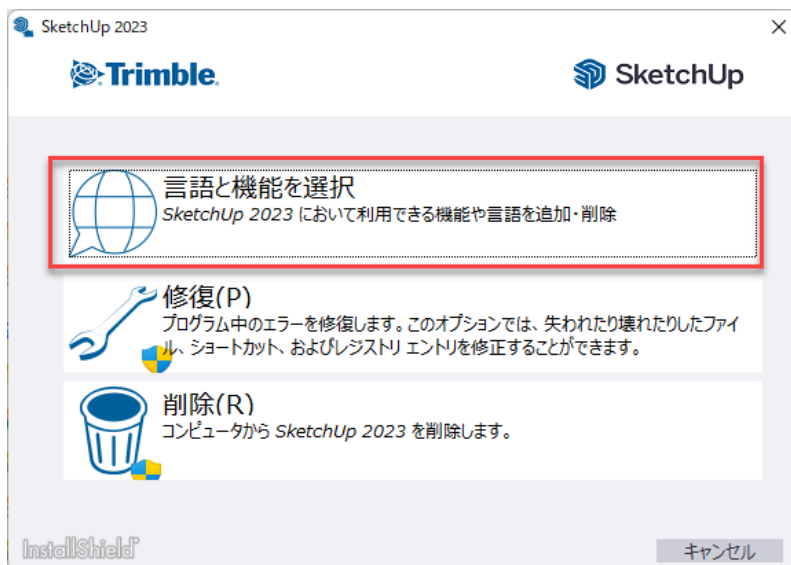 SketchUp 2023
Trimble.
SketchUp
言語と機能を選択
SketchUp 2023 において利用できる機能や言語を追加・削除
修復(P)
プログラム中のエラーを修復します。このオプションでは、失われたり壊れたりしたファイ
ル、ショートカット、およびレジストリ エントリを修正することができます。
削除(R)
コンピュータから SketchUp 2023 を削除します。
InstallShield
キャンセル